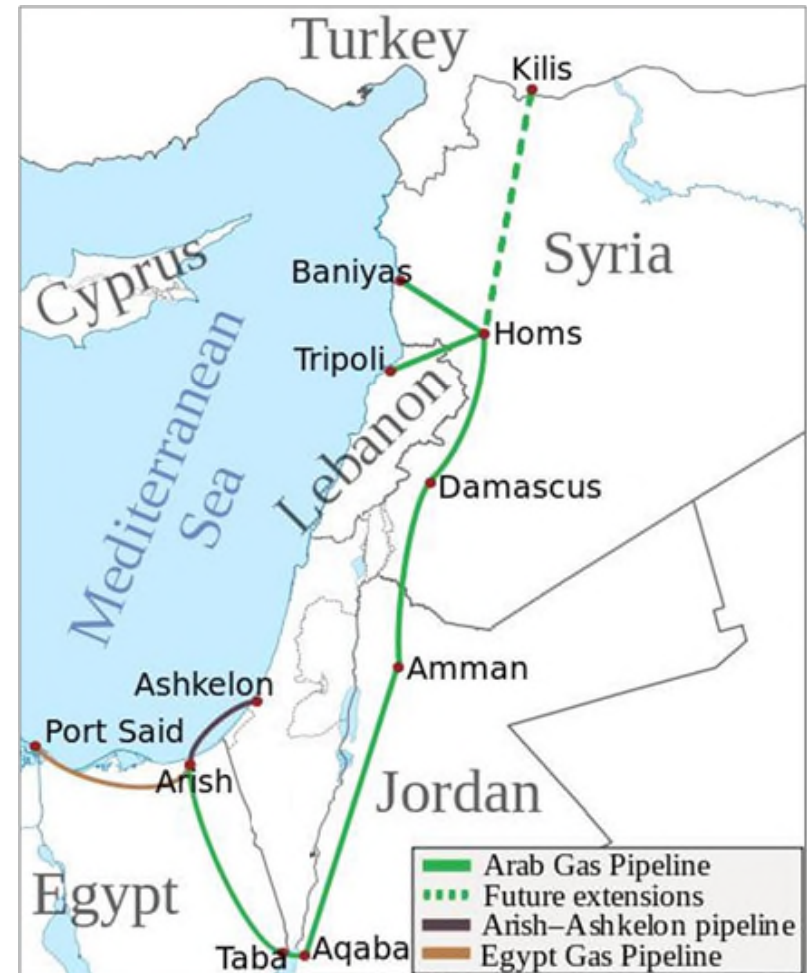 Turkey
Kilis
Cyprus
Syria
Baniyas
Homs
Tripoli
Lebanon
Mediterranean
Sea
Damascus
Ashkelon
Amman
Port Said
Arish
Jordan
Egypt
Taba
Aqaba
Arab Gas Pipeline
Future extensions
Arish–Ashkelon pipeline
Egypt Gas Pipeline